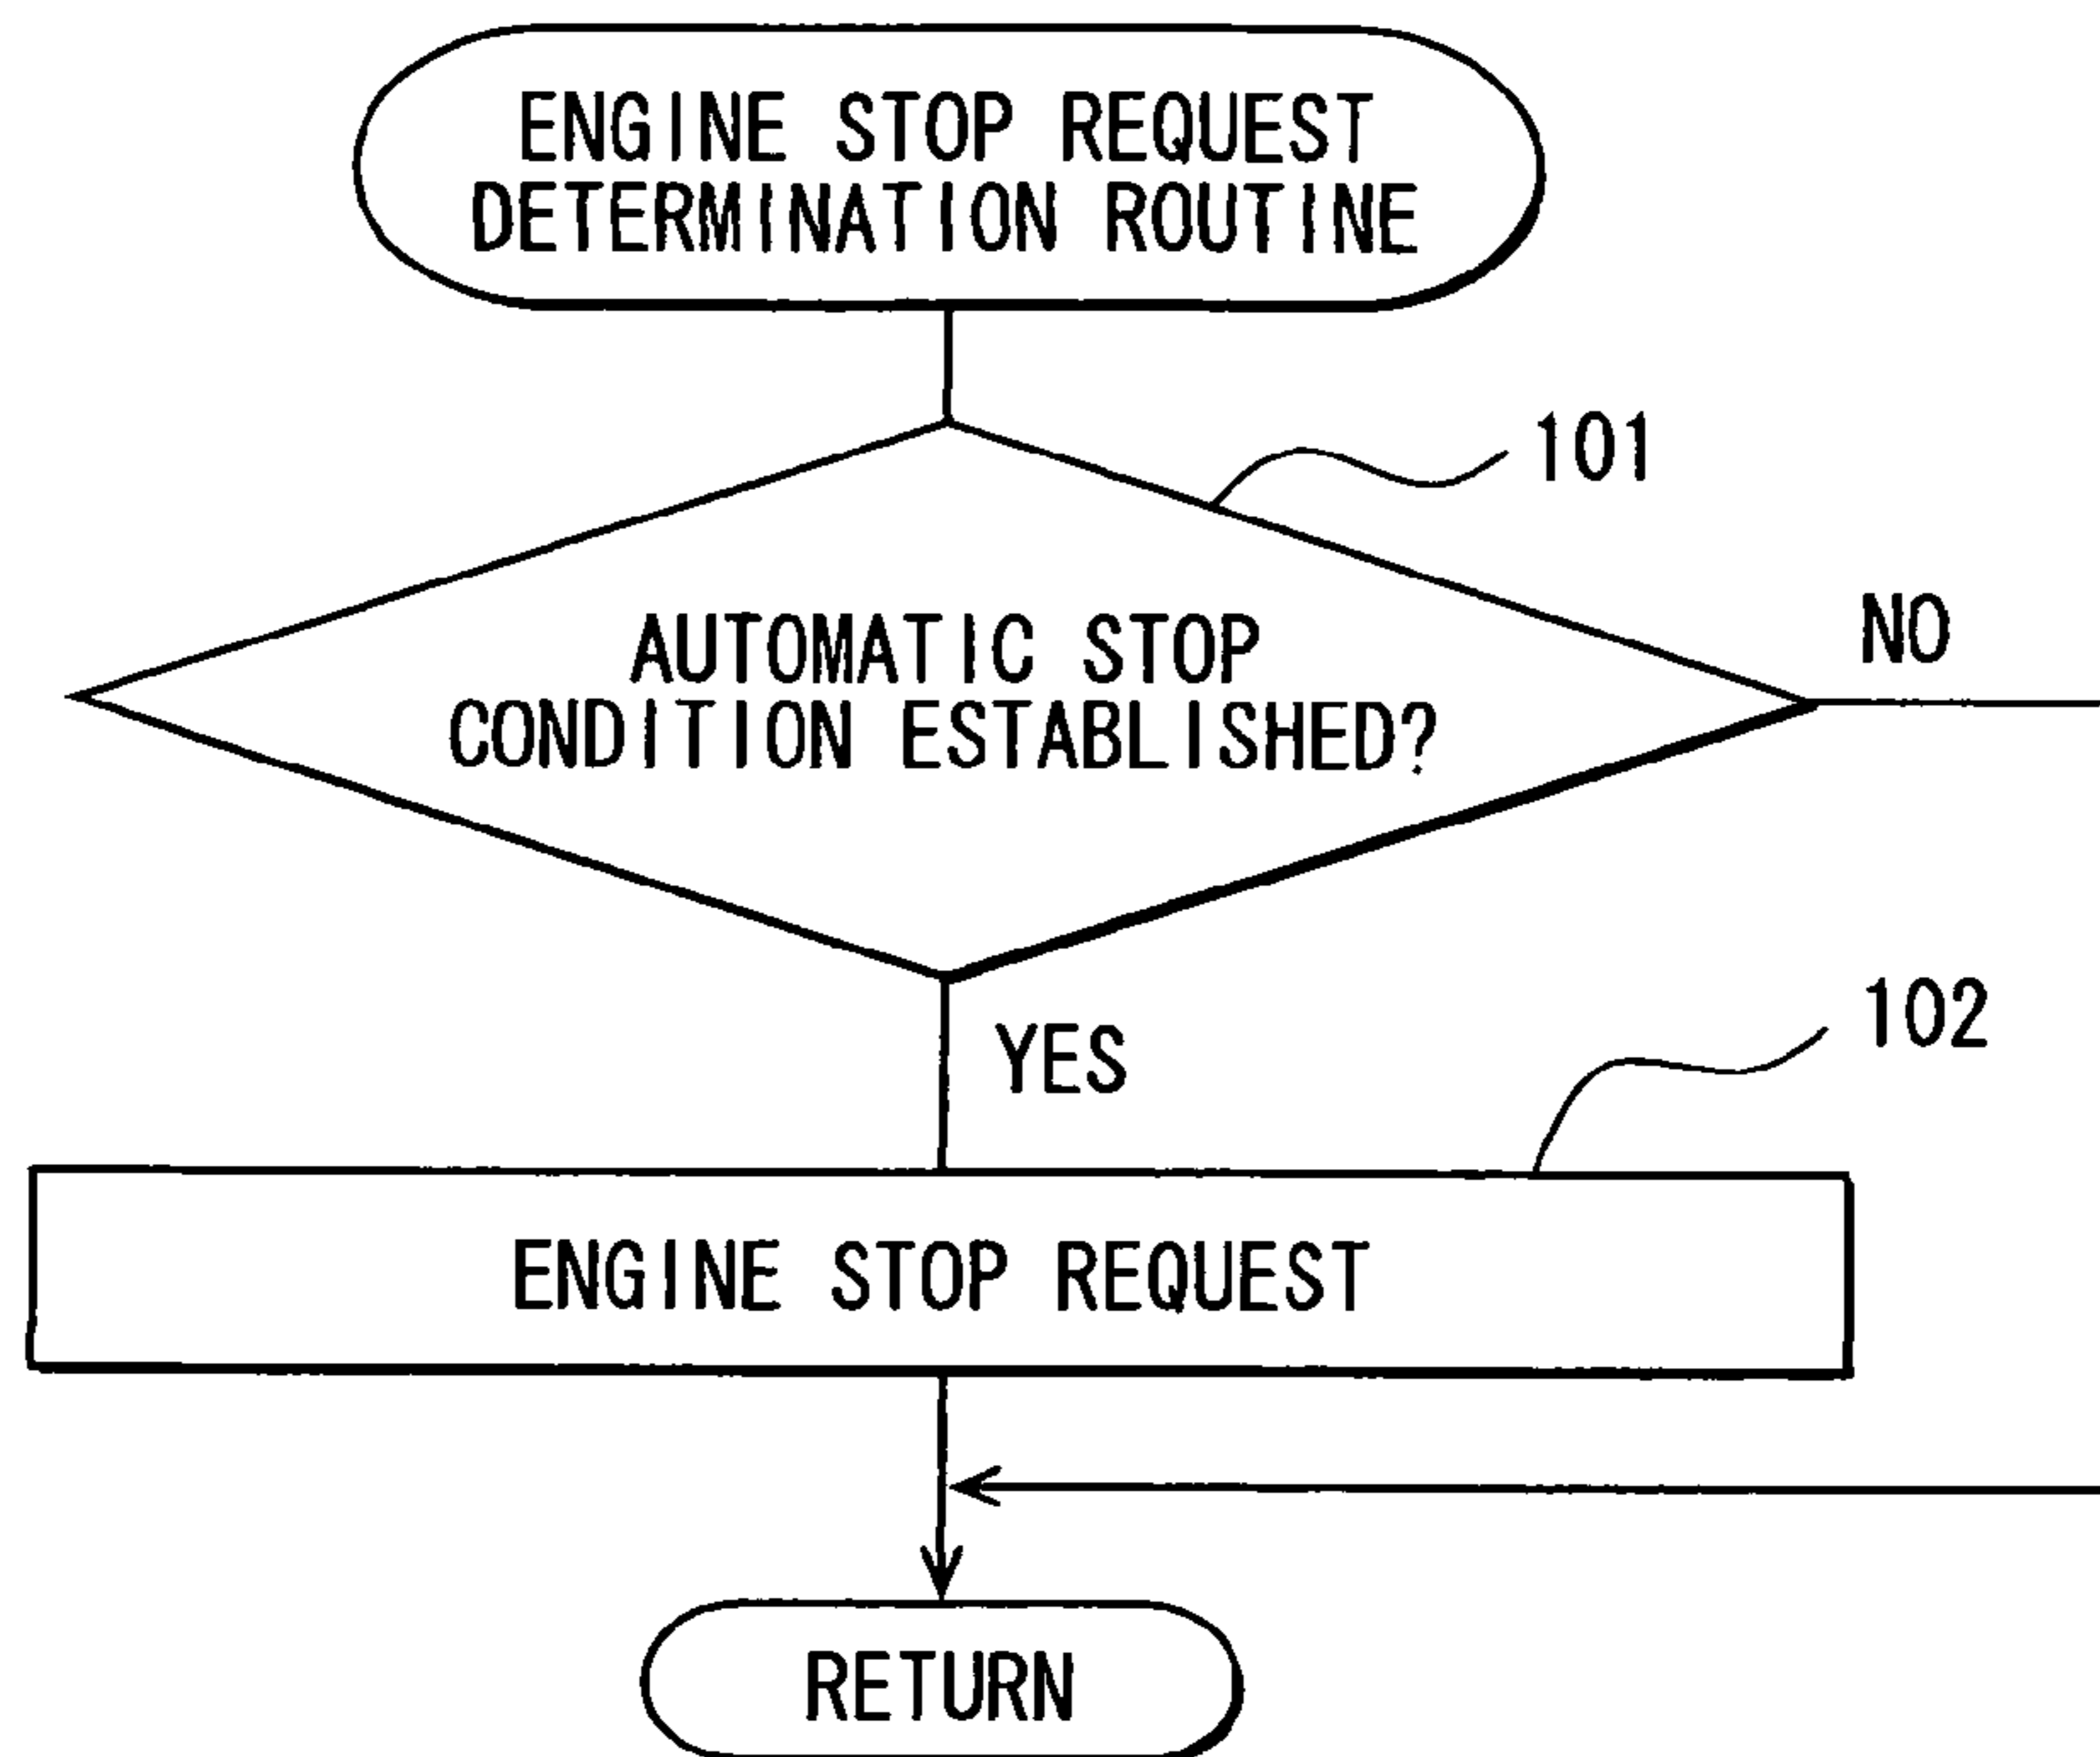 ENGINE STOP REQUEST
DETERMINATION ROUTINE
101
AUTOMATIC STOP
CONDITION ESTABLISHED?
NO
YES
102
ENGINE STOP REQUEST
RETURN